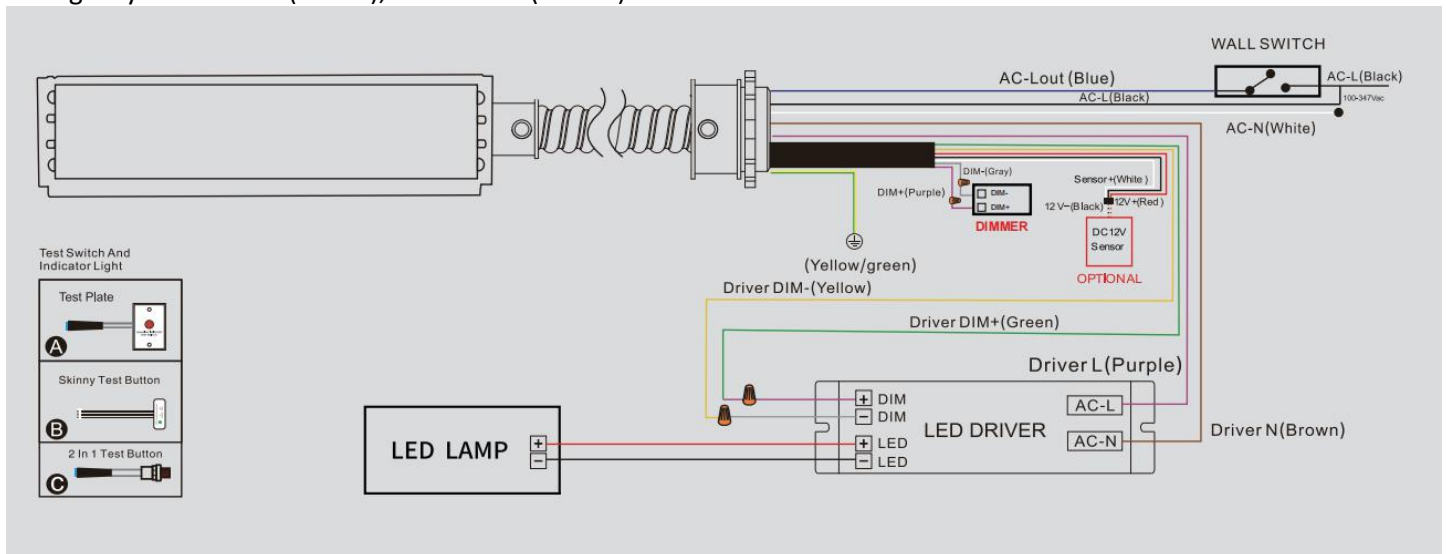 WALL SWITCH
AC-Lout (Blue)
AC-L(Black)
AC-L(Black)
100-347Vac
AC-N(White)
DIM-(Gray)
Sensor+(White )
DIM+(Purple)
DIM-
DIM+
12 V-(Black)
12V+(Red )
DIMMER
DC12V
Sensor
OPTIONAL
(Yellow/green)
Test Switch And
Indicator Light
Test Plate
A
Skinny Test Button
B
2 In 1 Test Button
C
Driver DIM-(Yellow)
Driver DIM+(Green)
Driver L(Purple)
+ DIM
− DIM
+ LED
− LED
LED DRIVER
AC-L
AC-N
Driver N(Brown)
LED LAMP
+
−